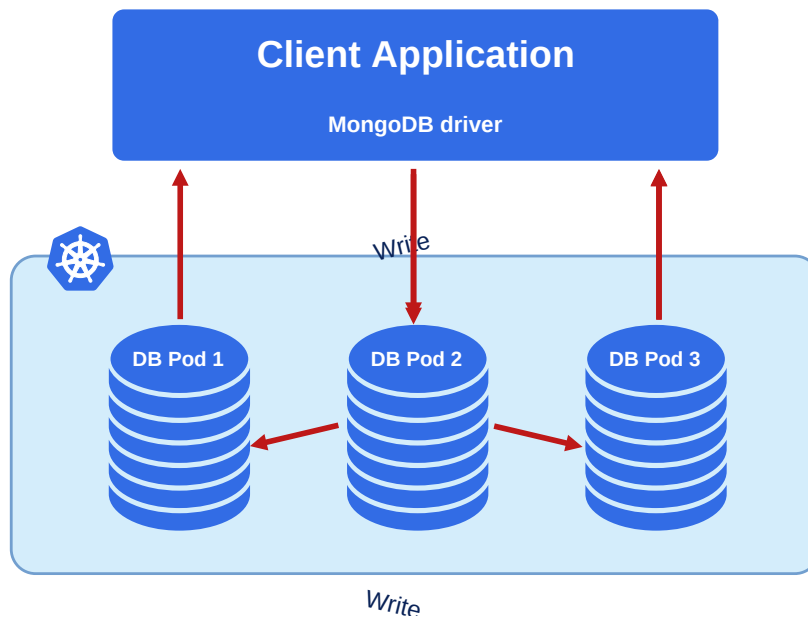 Client Application
MongoDB driver
Write
DB Pod 1
DB Pod 2
DB Pod 3
Write